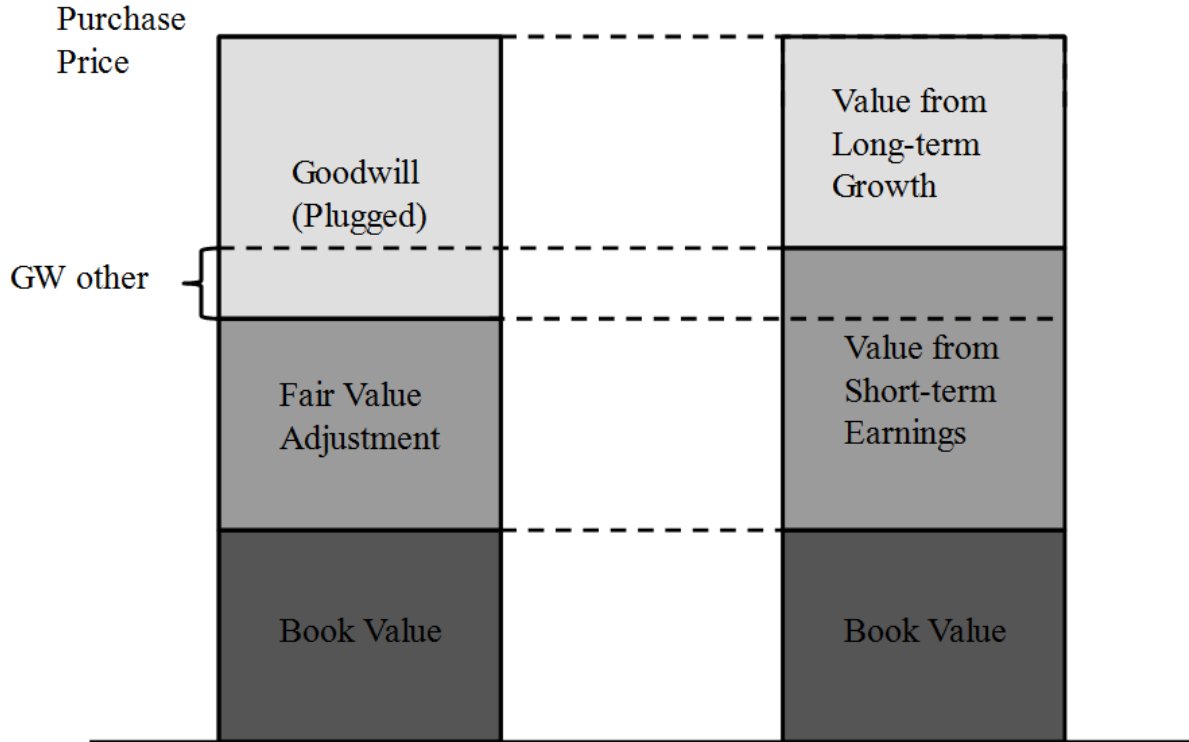 Purchase
Price
Goodwill
(Plugged)
GW other
Fair Value
Adjustment
Book Value
Value from
Long-term
Growth
Value from
Short-term
Earnings
Book Value